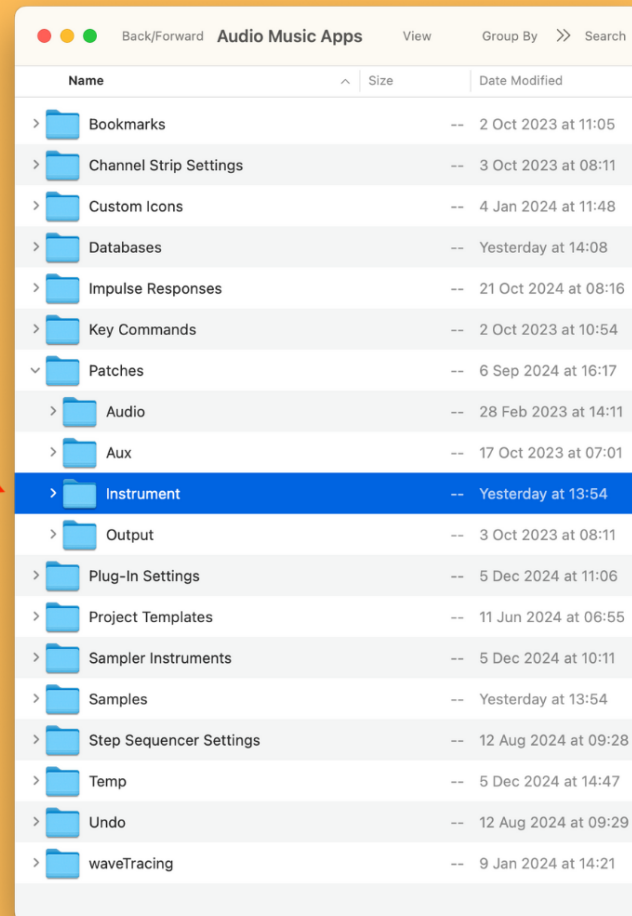 Back/Forward Audio Music Apps View Group By Search
Name Size Date Modified
Bookmarks -- 2 Oct 2023 at 11:05
Channel Strip Settings -- 3 Oct 2023 at 08:11
Custom Icons -- 4 Jan 2024 at 11:48
Databases -- Yesterday at 14:08
Impulse Responses -- 21 Oct 2024 at 08:16
Key Commands -- 2 Oct 2023 at 10:54
Patches -- 6 Sep 2024 at 16:17
Audio -- 28 Feb 2023 at 14:11
Aux -- 17 Oct 2023 at 07:01
Instrument -- Yesterday at 13:54
Output -- 3 Oct 2023 at 08:11
Plug-In Settings -- 5 Dec 2024 at 11:06
Project Templates -- 11 Jun 2024 at 06:55
Sampler Instruments -- 5 Dec 2024 at 10:11
Samples -- Yesterday at 13:54
Step Sequencer Settings -- 12 Aug 2024 at 09:28
Temp -- 5 Dec 2024 at 14:47
Undo -- 12 Aug 2024 at 09:29
waveTracing -- 9 Jan 2024 at 14:21